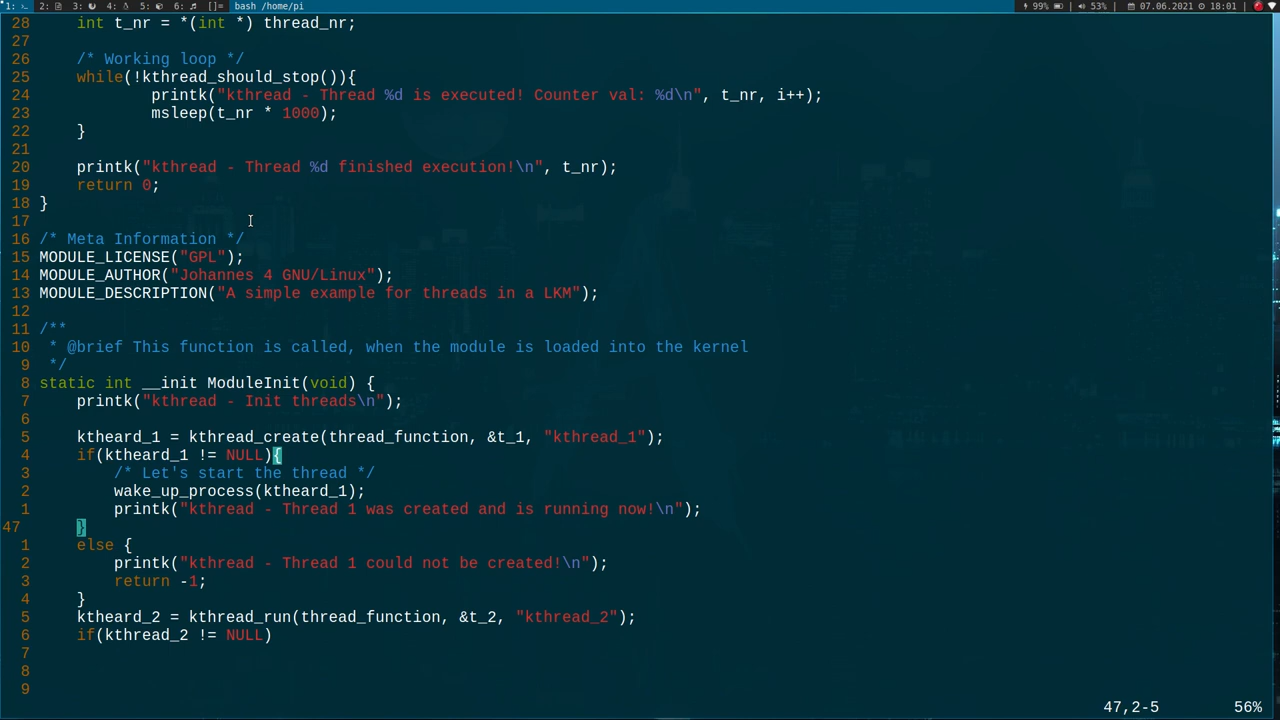 1: 2: 3: 4: 5: 6: []= bash /home/pi 99% 53% 07.06.2021 18:01
28 int t_nr = *(int *) thread_nr;
27
26 /* Working loop */
25 while(!kthread_should_stop()){
24 printk("kthread - Thread %d is executed! Counter val: %d\n", t_nr, i++);
23 msleep(t_nr * 1000);
22 }
21
20 printk("kthread - Thread %d finished execution!\n", t_nr);
19 return 0;
18 }
17
16 /* Meta Information */
15 MODULE_LICENSE("GPL");
14 MODULE_AUTHOR("Johannes 4 GNU/Linux");
13 MODULE_DESCRIPTION("A simple example for threads in a LKM");
12
11 /**
10 * @brief This function is called, when the module is loaded into the kernel
9 */
8 static int __init ModuleInit(void) {
7 printk("kthread - Init threads\n");
6
5 ktheard_1 = kthread_create(thread_function, &t_1, "kthread_1");
4 if(ktheard_1 != NULL){
3 /* Let's start the thread */
2 wake_up_process(ktheard_1);
1 printk("kthread - Thread 1 was created and is running now!\n");
47 }
1 else {
2 printk("kthread - Thread 1 could not be created!\n");
3 return -1;
4 }
5 ktheard_2 = kthread_run(thread_function, &t_2, "kthread_2");
6 if(kthread_2 != NULL)
7
8
9
47,2-5 56%